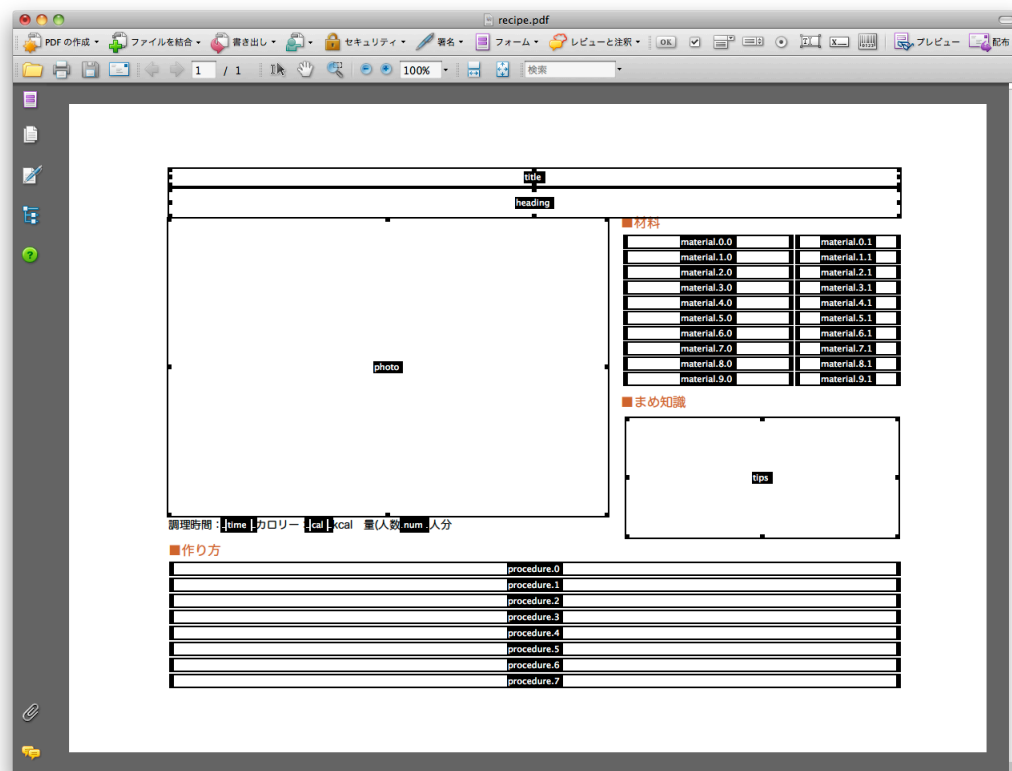 recipe.pdf
PDF の作成 ファイルを結合 書き出し セキュリティ 署名 フォーム レビューと注釈 OK プレビュー 配布
1 / 1 100% 検索
title
heading
■材料
material.0.0 material.0.1
material.1.0 material.1.1
material.2.0 material.2.1
material.3.0 material.3.1
material.4.0 material.4.1
material.5.0 material.5.1
material.6.0 material.6.1
material.7.0 material.7.1
material.8.0 material.8.1
material.9.0 material.9.1
photo
■まめ知識
tips
調理時間：time カロリー：cal kcal 量(人数 num 人分
■作り方
procedure.0
procedure.1
procedure.2
procedure.3
procedure.4
procedure.5
procedure.6
procedure.7